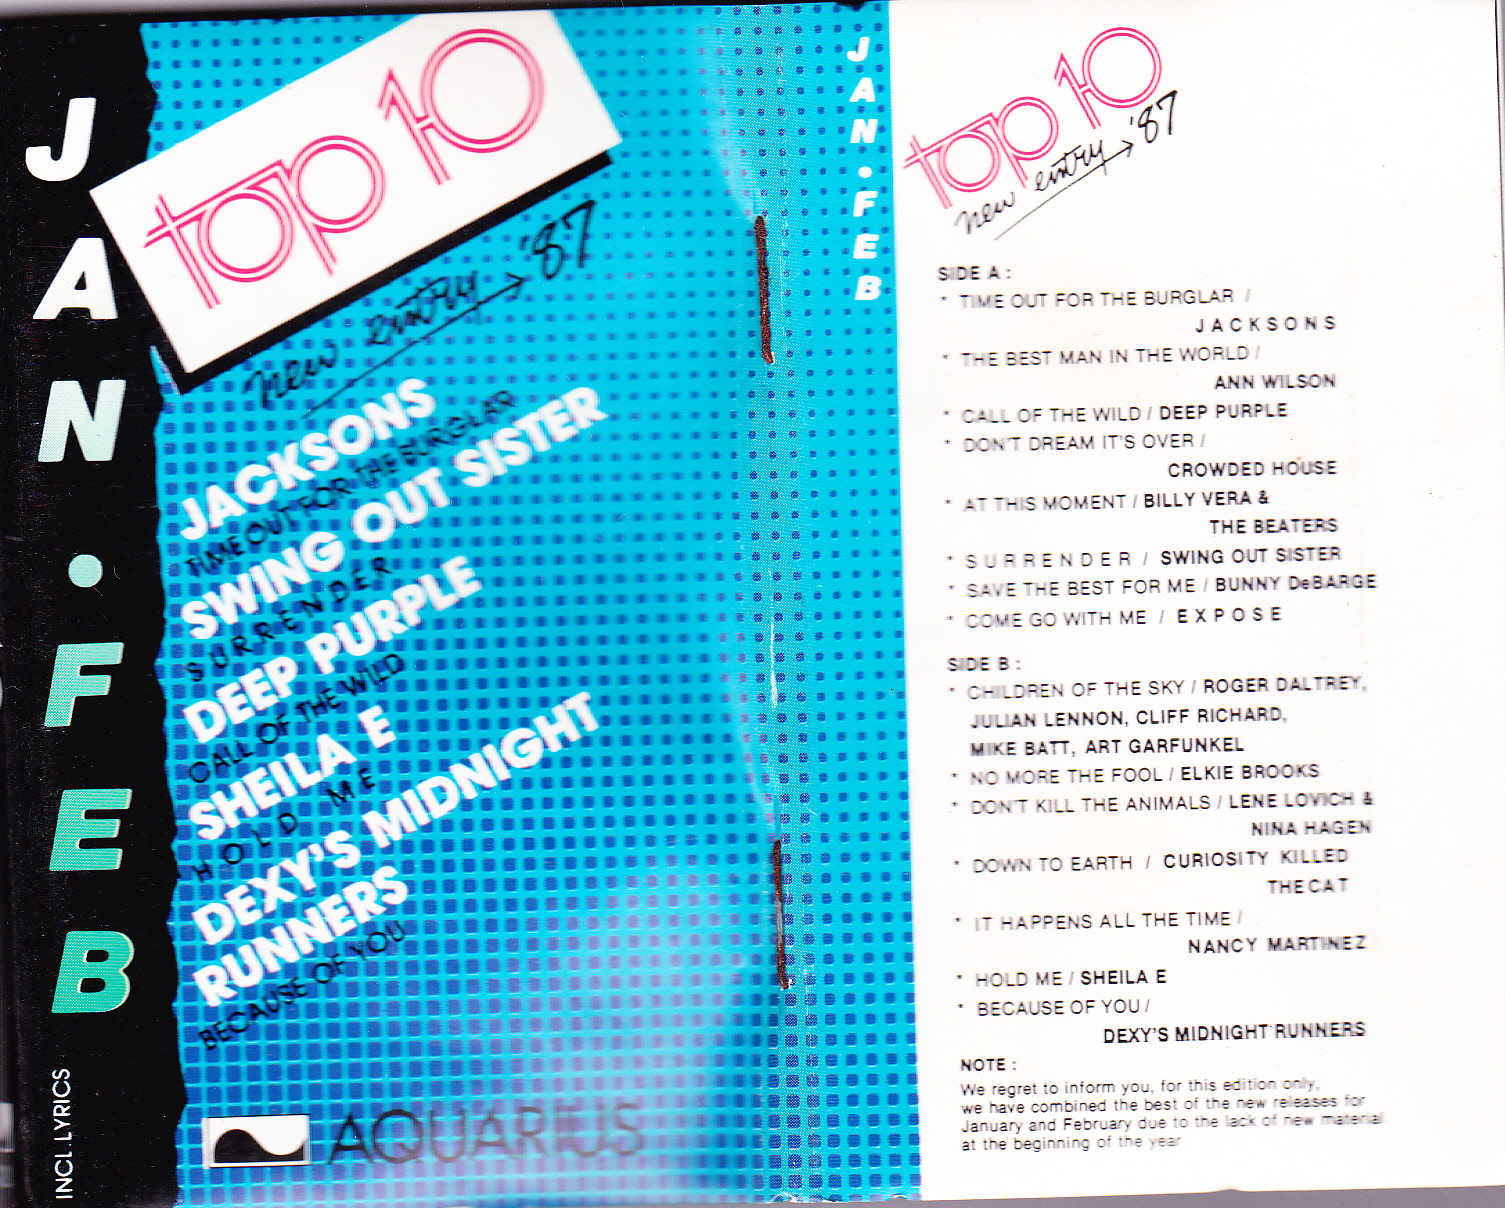 JAN•FEB
INCL.LYRICS
top 10
new entry → '87
JACKSONS
TIME OUT FOR THE BURGLAR
SWING OUT SISTER
SURRENDER
DEEP PURPLE
CALL OF THE WILD
SHEILA E
HOLD ME
DEXY'S MIDNIGHT
RUNNERS
BECAUSE OF YOU
AQUARIUS
JAN•FEB
top 10
new entry → '87
SIDE A :
* TIME OUT FOR THE BURGLAR /
JACKSONS
* THE BEST MAN IN THE WORLD /
ANN WILSON
* CALL OF THE WILD / DEEP PURPLE
* DON'T DREAM IT'S OVER /
CROWDED HOUSE
* AT THIS MOMENT / BILLY VERA &
THE BEATERS
* SURRENDER / SWING OUT SISTER
* SAVE THE BEST FOR ME / BUNNY DeBARGE
* COME GO WITH ME / EXPOSE
SIDE B :
* CHILDREN OF THE SKY / ROGER DALTREY,
JULIAN LENNON, CLIFF RICHARD,
MIKE BATT, ART GARFUNKEL
* NO MORE THE FOOL / ELKIE BROOKS
* DON'T KILL THE ANIMALS / LENE LOVICH &
NINA HAGEN
* DOWN TO EARTH / CURIOSITY KILLED
THE CAT
* IT HAPPENS ALL THE TIME /
NANCY MARTINEZ
* HOLD ME / SHEILA E
* BECAUSE OF YOU /
DEXY'S MIDNIGHT RUNNERS
NOTE :
We regret to inform you, for this edition only,
we have combined the best of the new releases for
January and February due to the lack of new material
at the beginning of the year